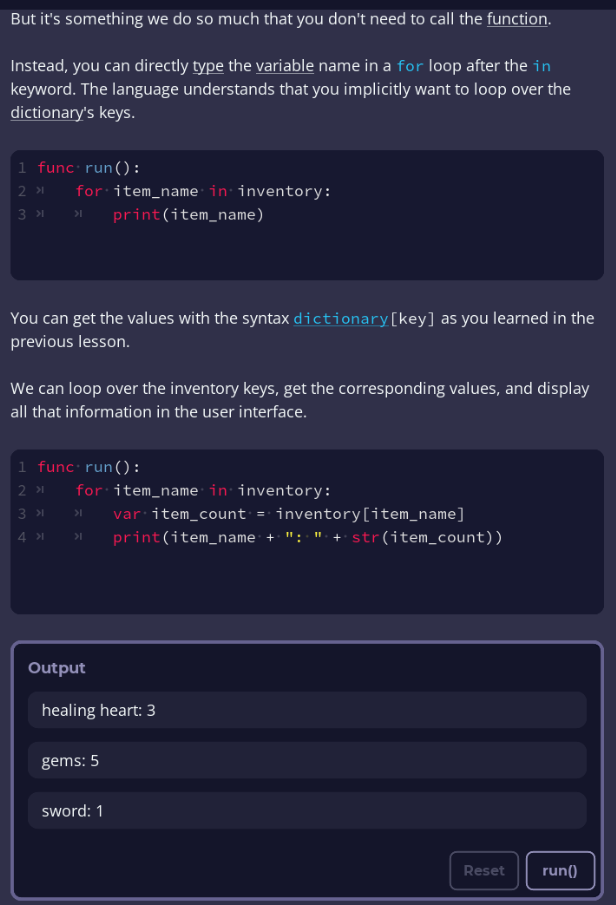 But it's something we do so much that you don't need to call the function.
Instead, you can directly type the variable name in a for loop after the in
keyword. The language understands that you implicitly want to loop over the
dictionary's keys.
1 func run():
2 for item_name in inventory:
3 print(item_name)
You can get the values with the syntax dictionary[key] as you learned in the
previous lesson.
We can loop over the inventory keys, get the corresponding values, and display
all that information in the user interface.
1 func run():
2 for item_name in inventory:
3 var item_count = inventory[item_name]
4 print(item_name + ": " + str(item_count))
Output
healing heart: 3
gems: 5
sword: 1
Reset run()